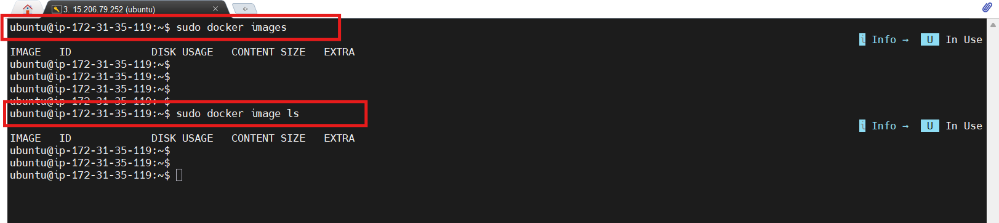 3. 15.206.79.252 (ubuntu)
ubuntu@ip-172-31-35-119:~$ sudo docker images
i Info → U In Use
IMAGE ID DISK USAGE CONTENT SIZE EXTRA
ubuntu@ip-172-31-35-119:~$
ubuntu@ip-172-31-35-119:~$
ubuntu@ip-172-31-35-119:~$
ubuntu@ip-172-31-35-119:~$
ubuntu@ip-172-31-35-119:~$ sudo docker image ls
i Info → U In Use
IMAGE ID DISK USAGE CONTENT SIZE EXTRA
ubuntu@ip-172-31-35-119:~$
ubuntu@ip-172-31-35-119:~$
ubuntu@ip-172-31-35-119:~$